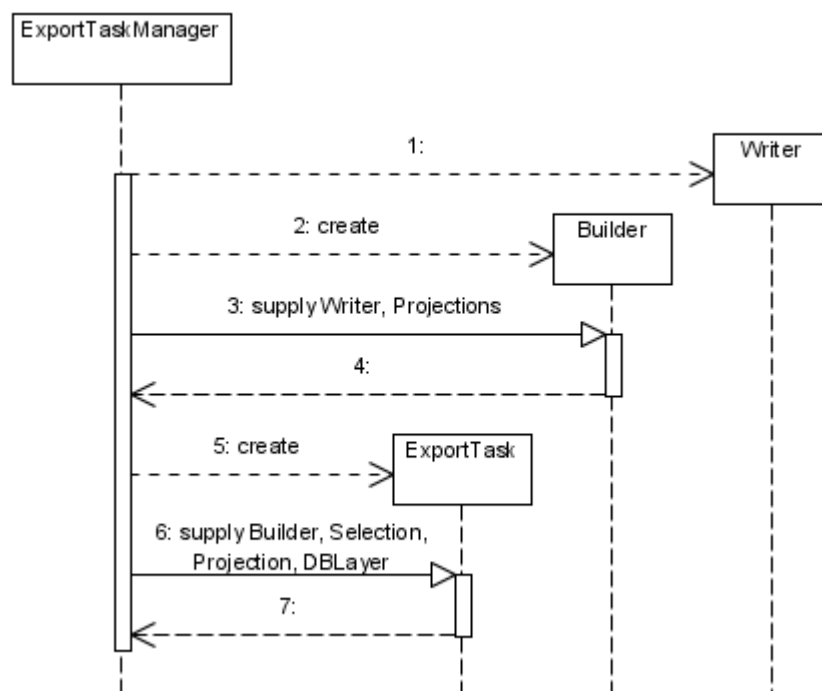 ExportTaskManager
1:
Writer
2: create
Builder
3: supply Writer, Projections
4:
5: create
ExportTask
6: supply Builder, Selection,
Projection, DBLayer
7: